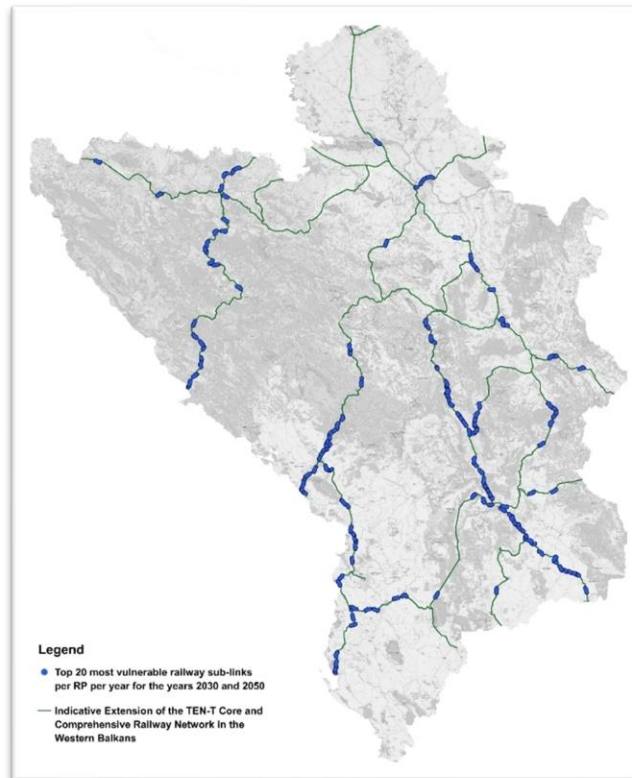 Legend
Top 20 most vulnerable railway sub-links
per RP per year for the years 2030 and 2050
Indicative Extension of the TEN-T Core and
Comprehensive Railway Network in the
Western Balkans